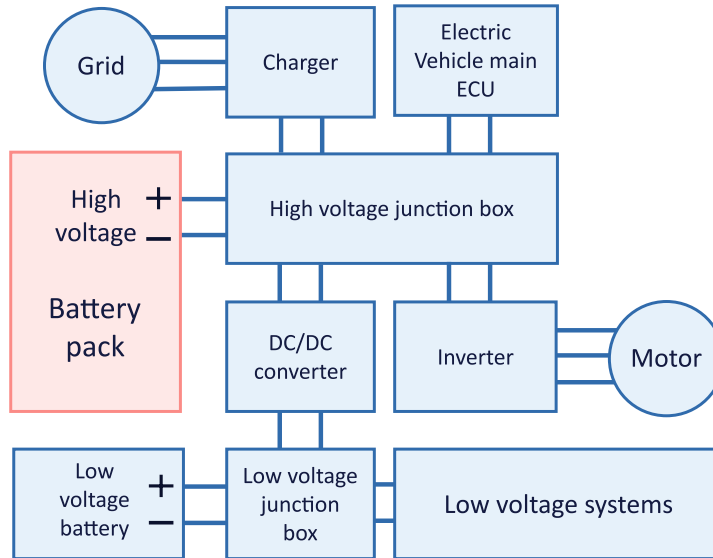 Grid
Charger
Electric
Vehicle main
ECU
High
voltage
+
−
High voltage junction box
Battery
pack
DC/DC
converter
Inverter
Motor
Low
voltage
battery
+
−
Low voltage
junction
box
Low voltage systems